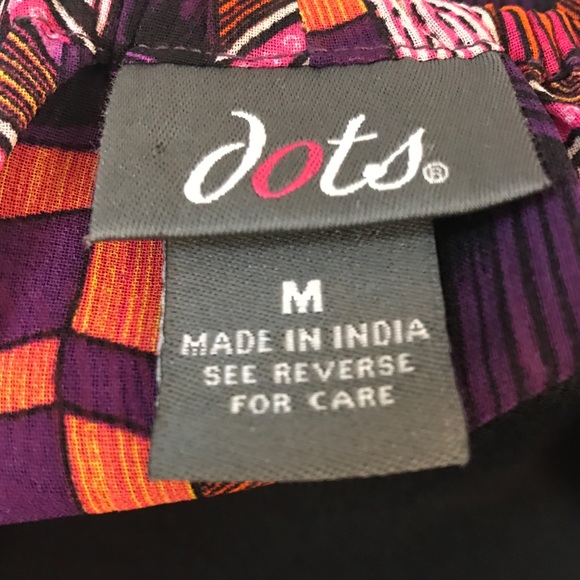 dots®
M
MADE IN INDIA
SEE REVERSE
FOR CARE